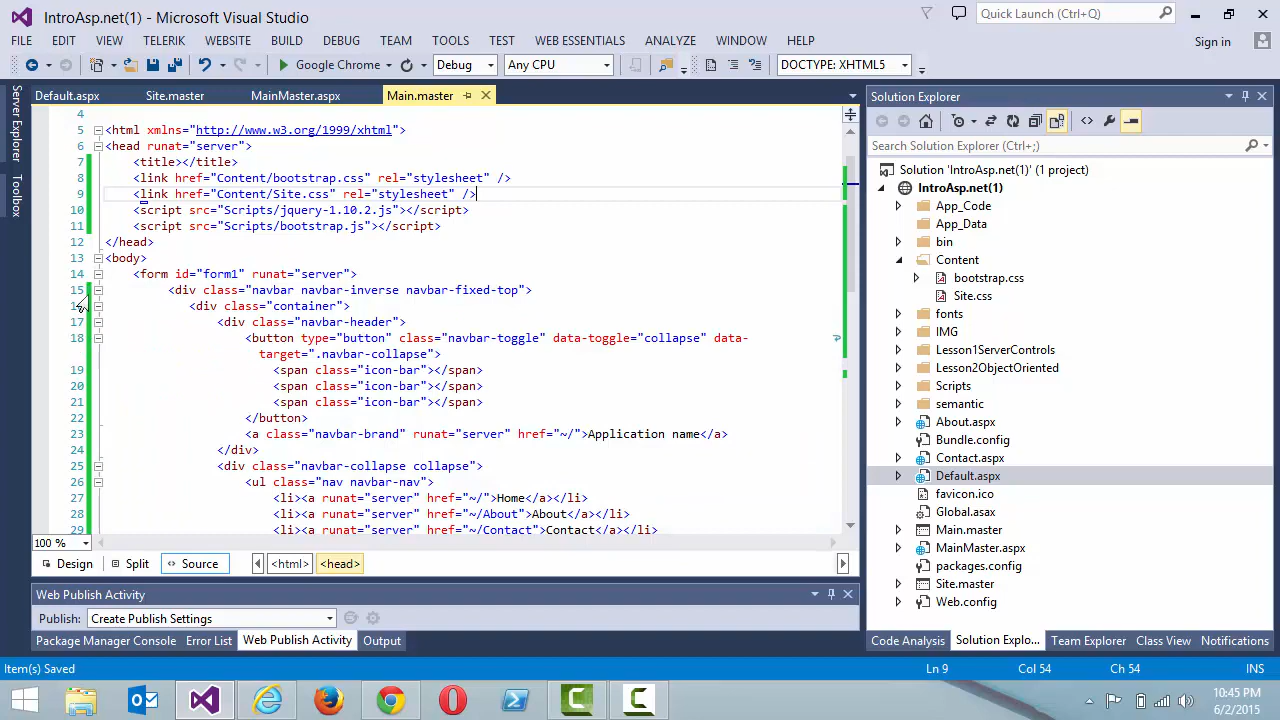 IntroAsp.net(1) - Microsoft Visual Studio
Quick Launch (Ctrl+Q)
FILE EDIT VIEW TELERIK WEBSITE BUILD DEBUG TEAM TOOLS TEST WEB ESSENTIALS ANALYZE WINDOW HELP
Sign in
Google Chrome Debug Any CPU DOCTYPE: XHTML5
Server Explorer
Toolbox
Default.aspx Site.master MainMaster.aspx Main.master
4
5 <html xmlns="http://www.w3.org/1999/xhtml">
6 <head runat="server">
7 <title></title>
8 <link href="Content/bootstrap.css" rel="stylesheet" />
9 <link href="Content/Site.css" rel="stylesheet" />
10 <script src="Scripts/jquery-1.10.2.js"></script>
11 <script src="Scripts/bootstrap.js"></script>
12 </head>
13 <body>
14 <form id="form1" runat="server">
15 <div class="navbar navbar-inverse navbar-fixed-top">
<div class="container">
17 <div class="navbar-header">
18 <button type="button" class="navbar-toggle" data-toggle="collapse" data-
target=".navbar-collapse">
19 <span class="icon-bar"></span>
20 <span class="icon-bar"></span>
21 <span class="icon-bar"></span>
22 </button>
23 <a class="navbar-brand" runat="server" href="~/">Application name</a>
24 </div>
25 <div class="navbar-collapse collapse">
26 <ul class="nav navbar-nav">
27 <li><a runat="server" href="~/">Home</a></li>
28 <li><a runat="server" href="~/About">About</a></li>
29 <li><a runat="server" href="~/Contact">Contact</a></li>
100 %
Design Split Source <html> <head>
Web Publish Activity
Publish: Create Publish Settings
Package Manager Console Error List Web Publish Activity Output
Solution Explorer
Search Solution Explorer (Ctrl+;)
Solution 'IntroAsp.net(1)' (1 project)
IntroAsp.net(1)
App_Code
App_Data
bin
Content
bootstrap.css
Site.css
fonts
IMG
Lesson1ServerControls
Lesson2ObjectOriented
Scripts
semantic
About.aspx
Bundle.config
Contact.aspx
Default.aspx
favicon.ico
Global.asax
Main.master
MainMaster.aspx
packages.config
Site.master
Web.config
Code Analysis Solution Explo... Team Explorer Class View Notifications
Item(s) Saved Ln 9 Col 54 Ch 54 INS
10:45 PM
6/2/2015